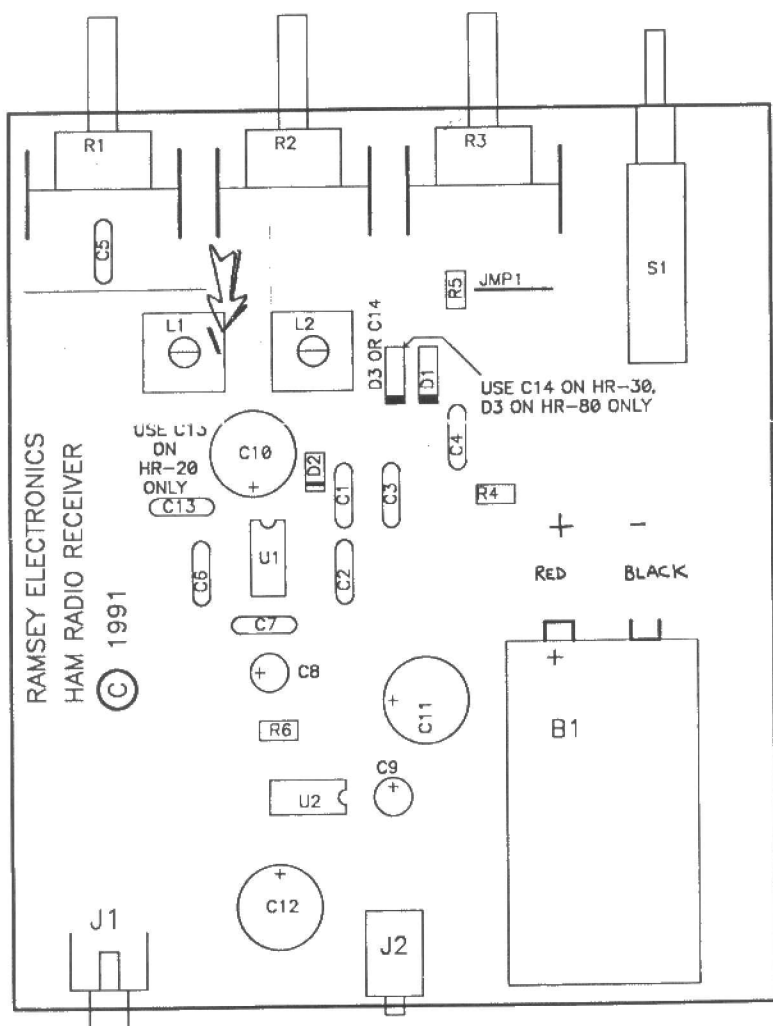 R1
R2
R3
C5
S1
R5
JMP1
L1
L2
D3 OR C14
D1
USE C14 ON HR-30,
D3 ON HR-80 ONLY
C4
USE C13
ON
HR-20
ONLY
C13
C10
+
D2
C1
C3
R4
+
-
RED
BLACK
U1
C6
C2
C7
+
C8
+
C11
+
B1
R6
C9
+
U2
+
C12
J1
J2
RAMSEY ELECTRONICS
HAM RADIO RECEIVER
© 1991